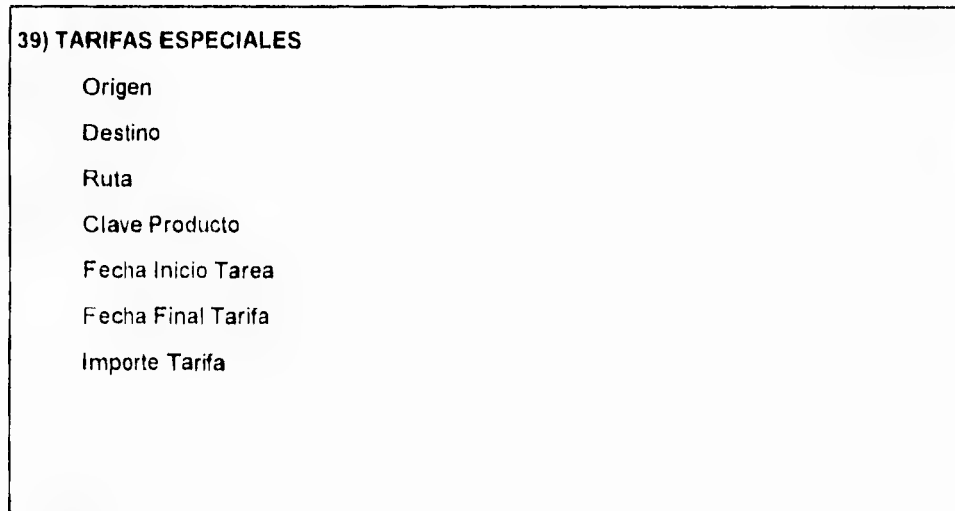 39) TARIFAS ESPECIALES
Origen
Destino
Ruta
Clave Producto
Fecha Inicio Tarea
Fecha Final Tarifa
Importe Tarifa